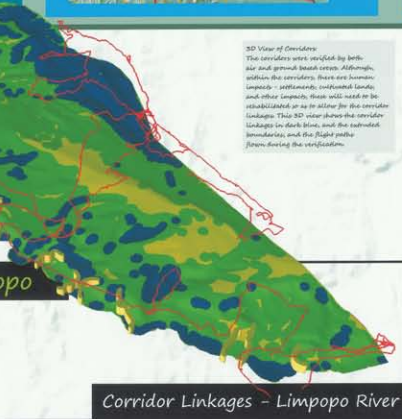 3D View of Corridors
The corridors were verified by both
air and ground based crews. Although,
within the corridors, there are human
impacts - settlements, cultivated lands,
and other impacts, these will need to be
rehabilitated so as to allow for the corridor
linkages. This 3D view shows the corridor
linkages in dark blue, and the extruded
boundaries, and the flight paths
flown during the verification.
opo
Corridor Linkages - Limpopo River